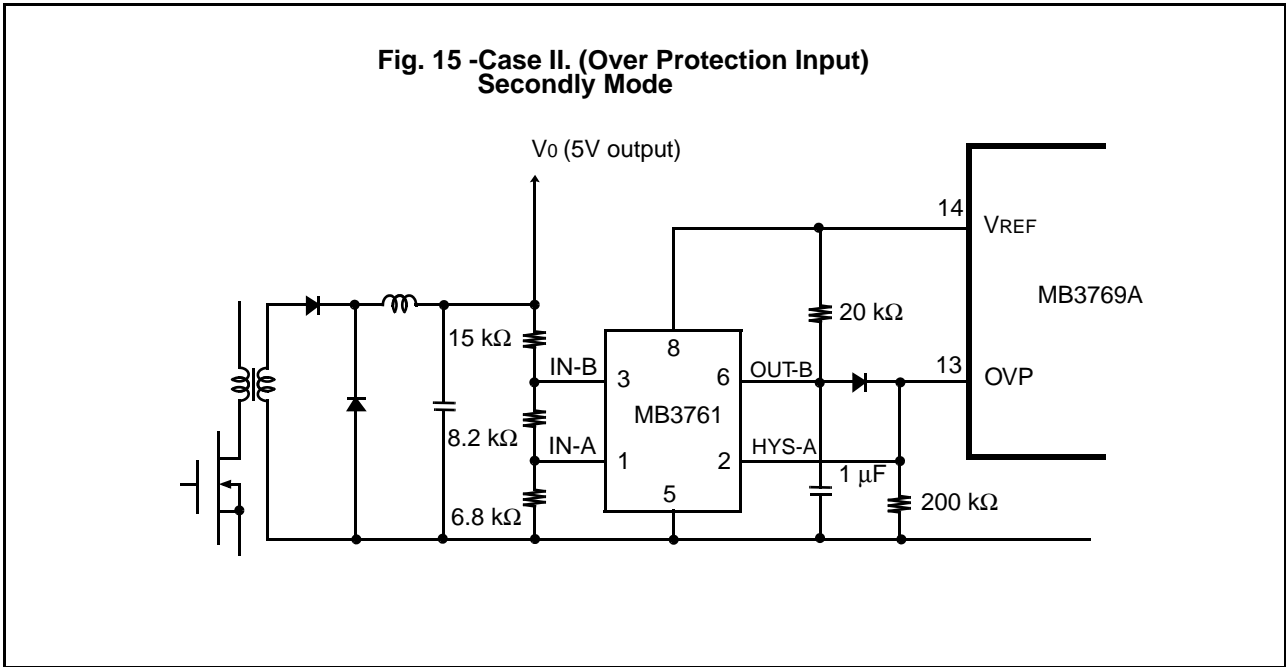 Fig. 15 -Case II. (Over Protection Input)
Secondly Mode
V0 (5V output)
14
VREF
MB3769A
20 kΩ
15 kΩ
8
IN-B
3
6
OUT-B
13
OVP
MB3761
8.2 kΩ
IN-A
1
2
HYS-A
1 μF
5
6.8 kΩ
200 kΩ